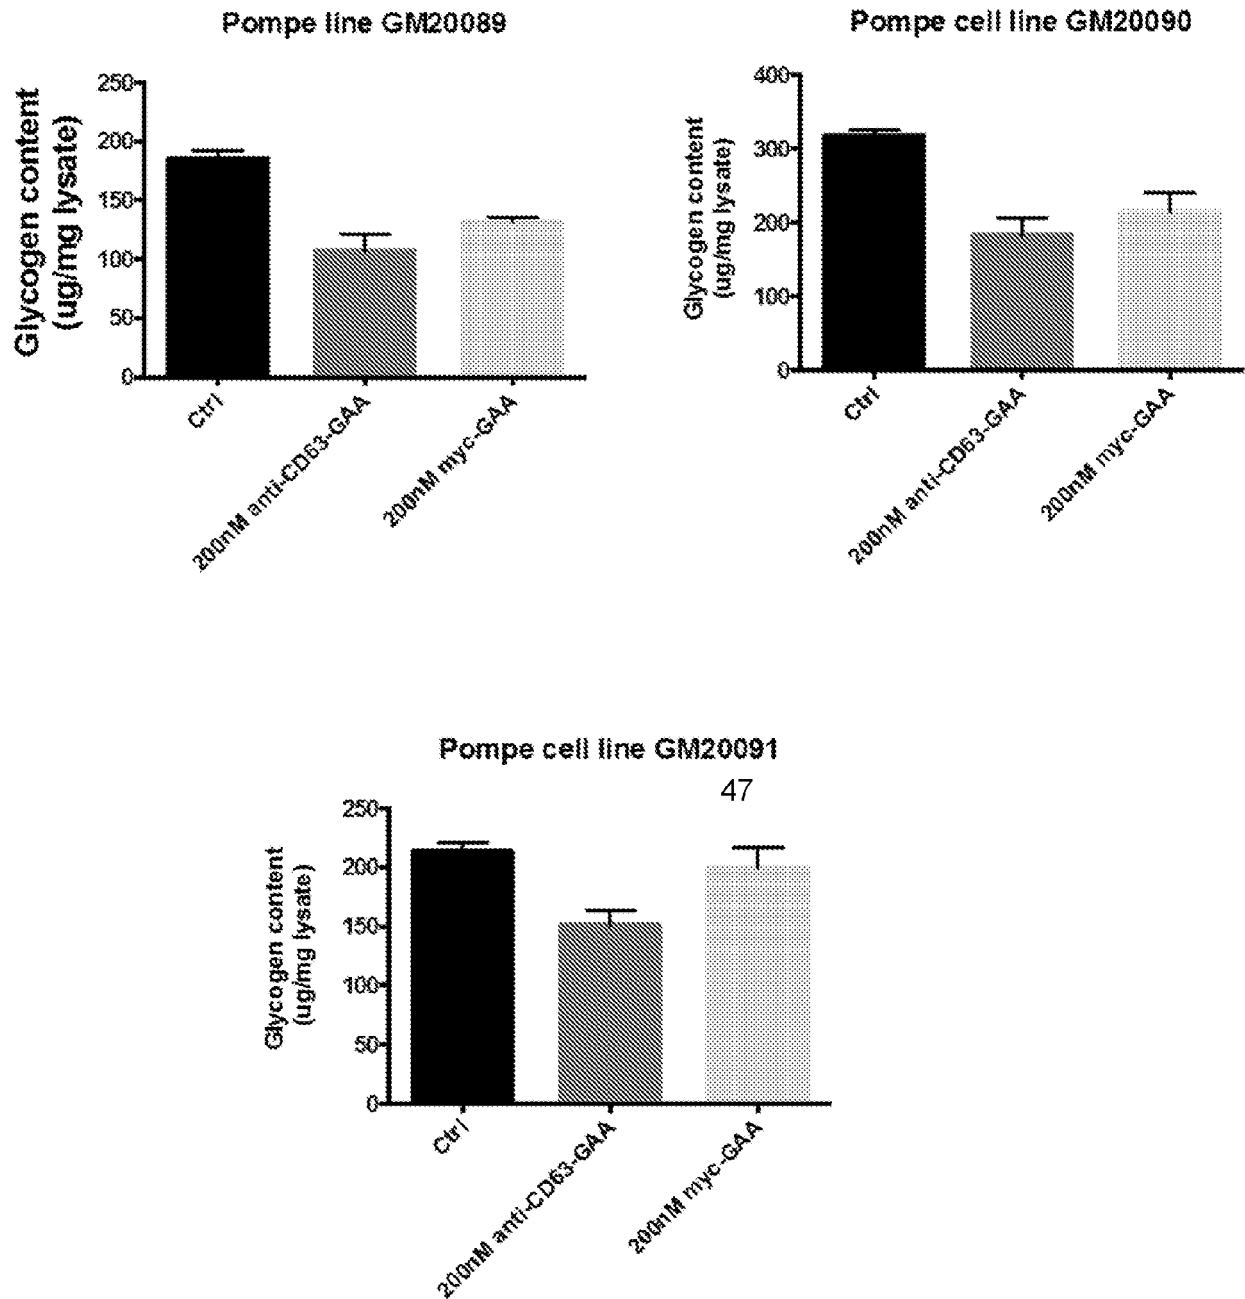 Pompe line GM20089
Glycogen content
(ug/mg lysate)
250
200
150
100
50
0
Ctrl
200nM anti-CD63-GAA
200nM myc-GAA
Pompe cell line GM20090
Glycogen content
(ug/mg lysate)
400
300
200
100
0
Ctrl
200nM anti-CD63-GAA
200nM myc-GAA
Pompe cell line GM20091
47
Glycogen content
(ug/mg lysate)
250
200
150
100
50
0
Ctrl
200nM anti-CD63-GAA
200nM myc-GAA